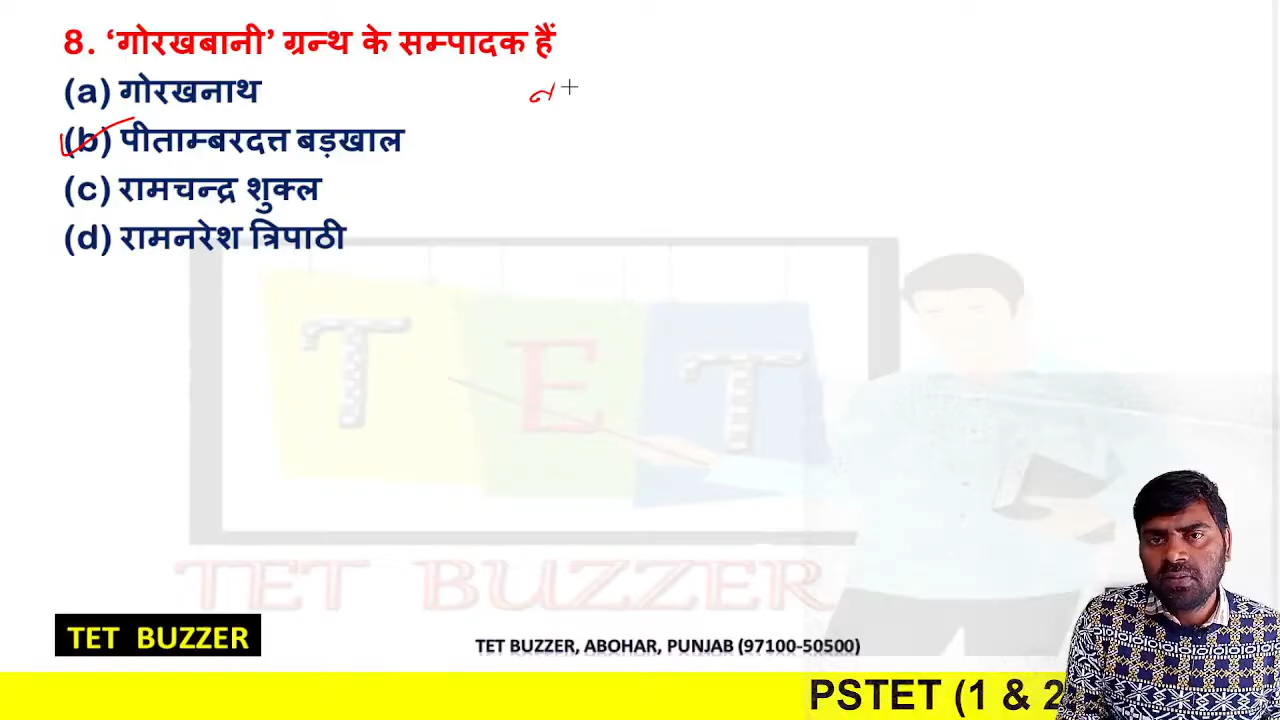 8. ‘गोरखबानी’ ग्रन्थ के सम्पादक हैं
(a) गोरखनाथ
(b) पीताम्बरदत्त बड़खाल
(c) रामचन्द्र शुक्ल
(d) रामनरेश त्रिपाठी
T E T
TET BUZZER
TET BUZZER
TET BUZZER, ABOHAR, PUNJAB (97100-50500)
PSTET (1 & 2